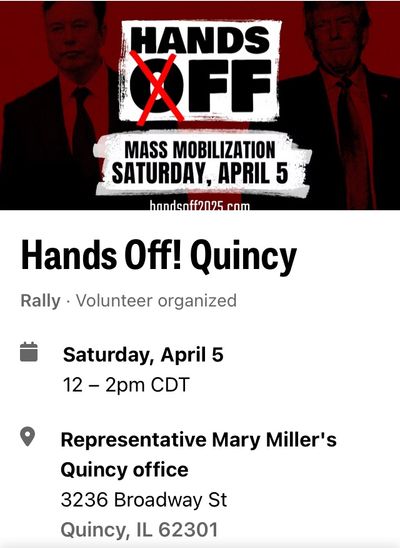 HANDS
OFF
MASS MOBILIZATION
SATURDAY, APRIL 5
handsoff2025.com
Hands Off! Quincy
Rally · Volunteer organized
Saturday, April 5
12 – 2pm CDT
Representative Mary Miller's
Quincy office
3236 Broadway St
Quincy, IL 62301